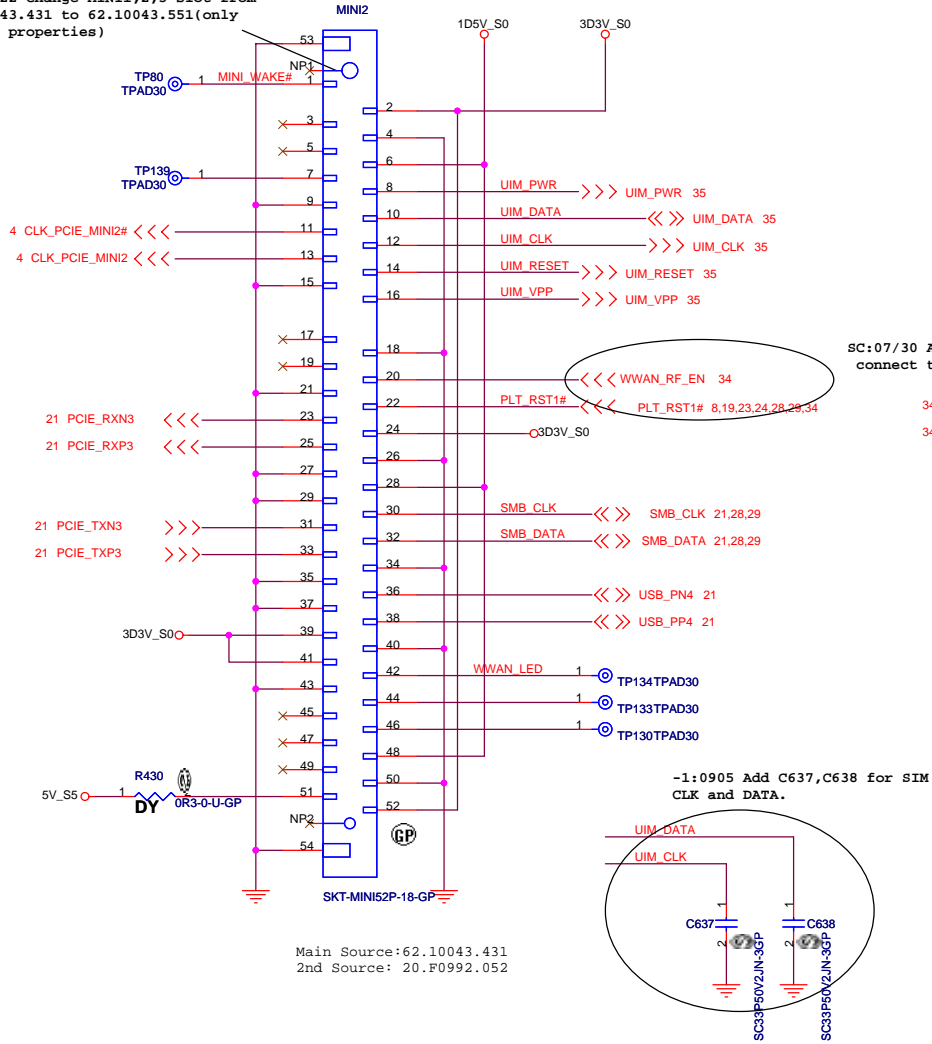 43.431 to 62.10043.551(only
properties)
MINI2
1D5V_S0
3D3V_S0
53
NP1
TP80
TPAD30
1
MINI_WAKE#
1
2
3
4
5
6
TP139
TPAD30
1
7
8
UIM_PWR
UIM_PWR 35
9
10
UIM_DATA
UIM_DATA 35
4 CLK_PCIE_MINI2#
11
12
UIM_CLK
UIM_CLK 35
4 CLK_PCIE_MINI2
13
14
UIM_RESET
UIM_RESET 35
15
16
UIM_VPP
UIM_VPP 35
17
18
SC:07/30 A
connect t
19
20
WWAN_RF_EN 34
21
22
PLT_RST1#
PLT_RST1# 8,19,23,24,28,29,34
34
21 PCIE_RXN3
23
24
3D3V_S0
34
21 PCIE_RXP3
25
26
27
28
29
30
SMB_CLK
SMB_CLK 21,28,29
21 PCIE_TXN3
31
32
SMB_DATA
SMB_DATA 21,28,29
21 PCIE_TXP3
33
34
35
36
USB_PN4 21
37
38
USB_PP4 21
3D3V_S0
39
40
41
42
WWAN_LED
1
TP134TPAD30
43
44
1
TP133TPAD30
45
46
1
TP130TPAD30
47
48
49
50
R430
5V_S5
1
DY
2
0R3-0-U-GP
51
52
NP2
GP
54
SKT-MINI52P-18-GP
-1:0905 Add C637,C638 for SIM
CLK and DATA.
UIM_DATA
UIM_CLK
1
1
C637
C638
2
2
SC33P50V2JN-3GP
SC33P50V2JN-3GP
Main Source:62.10043.431
2nd Source: 20.F0992.052